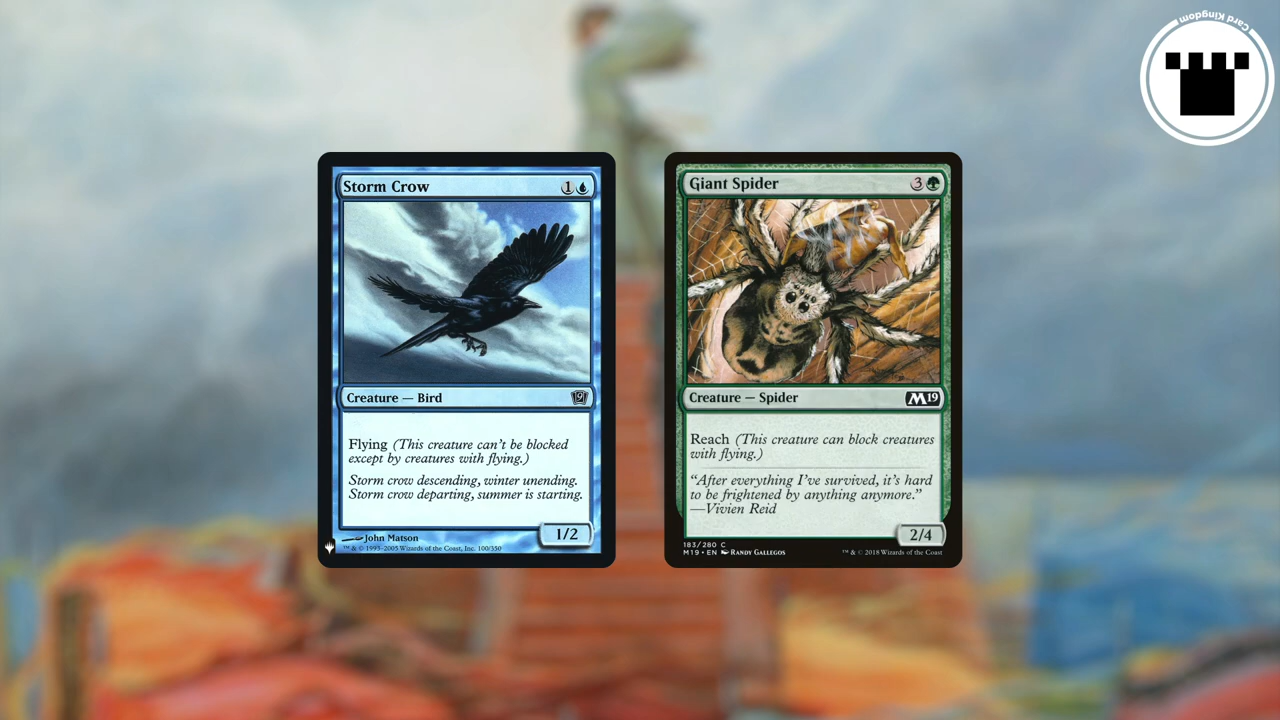 Card Kingdom
Storm Crow
1
Creature — Bird
9
Flying (This creature can't be blocked
except by creatures with flying.)
Storm crow descending, winter unending.
Storm crow departing, summer is starting.
John Matson
1/2
™ & © 1993–2005 Wizards of the Coast, Inc. 100/350
Giant Spider
3
Creature — Spider
M19
Reach (This creature can block creatures
with flying.)
“After everything I've survived, it's hard
to be frightened by anything anymore.”
—Vivien Reid
2/4
183/280 C
M19 • EN Randy Gallegos
™ & © 2018 Wizards of the Coast